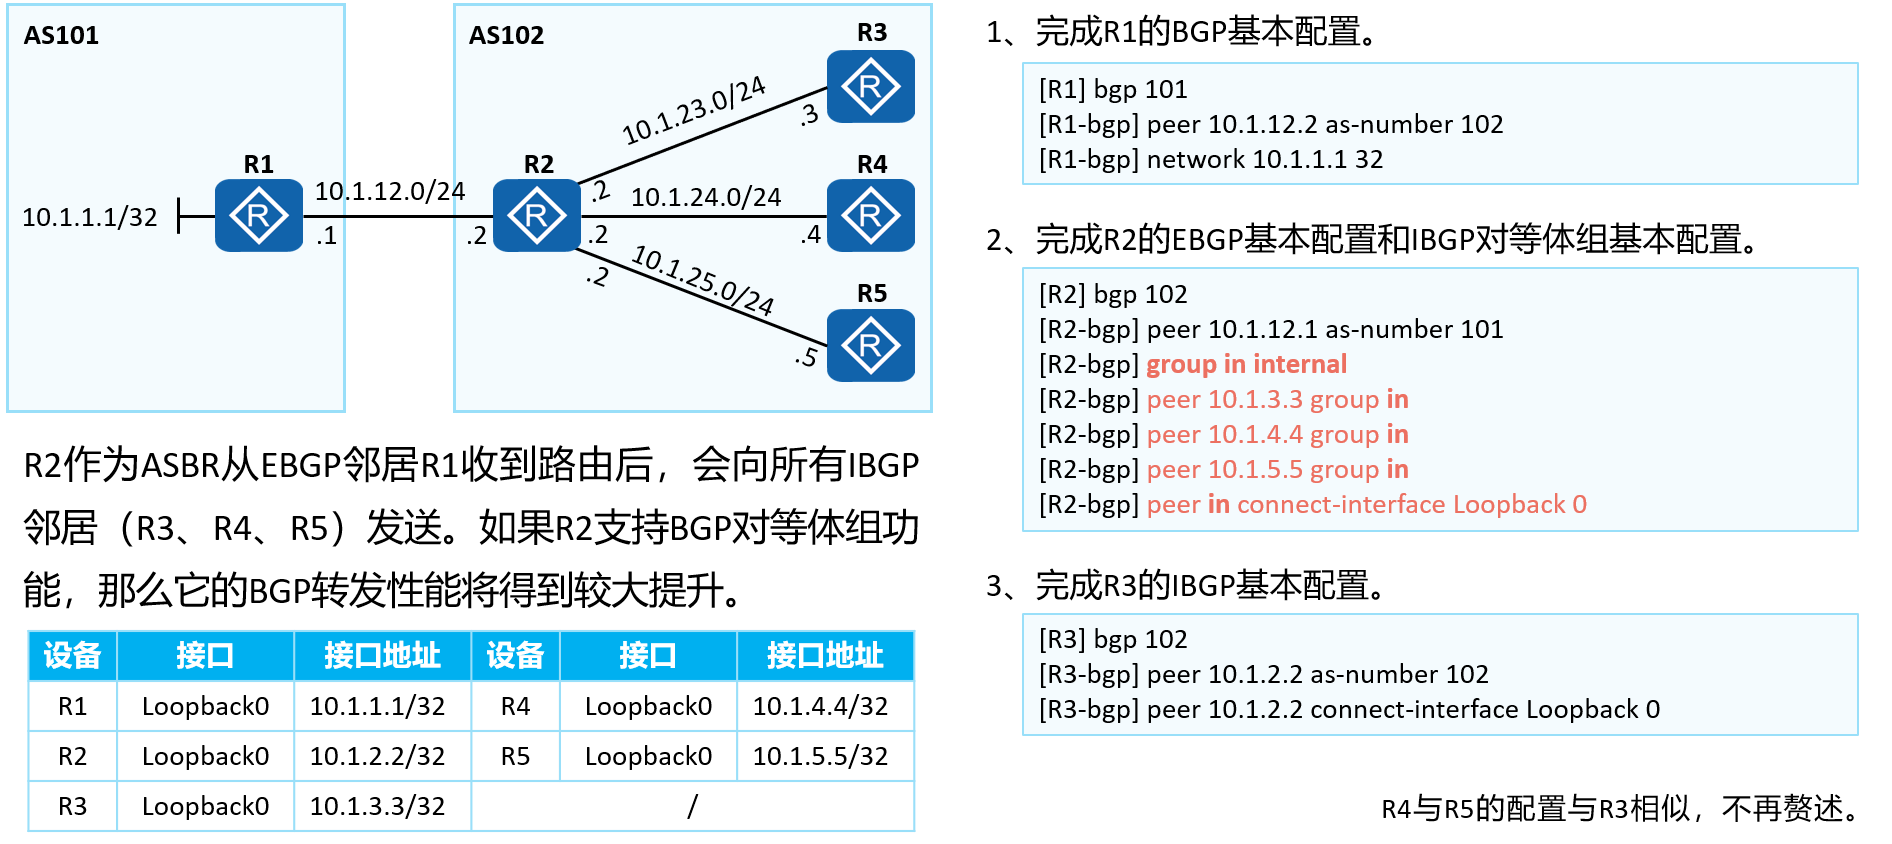 AS101
AS102
R3
10.1.23.0/24
.3
R1
R2
R4
10.1.12.0/24
.2
10.1.24.0/24
10.1.1.1/32
.1
.2
.2
.4
10.1.25.0/24
.2
R5
.5
R2作为ASBR从EBGP邻居R1收到路由后，会向所有IBGP
邻居（R3、R4、R5）发送。如果R2支持BGP对等体组功
能，那么它的BGP转发性能将得到较大提升。
设备 接口 接口地址 设备 接口 接口地址
R1 Loopback0 10.1.1.1/32 R4 Loopback0 10.1.4.4/32
R2 Loopback0 10.1.2.2/32 R5 Loopback0 10.1.5.5/32
R3 Loopback0 10.1.3.3/32 /
1、完成R1的BGP基本配置。
[R1] bgp 101
[R1-bgp] peer 10.1.12.2 as-number 102
[R1-bgp] network 10.1.1.1 32
2、完成R2的EBGP基本配置和IBGP对等体组基本配置。
[R2] bgp 102
[R2-bgp] peer 10.1.12.1 as-number 101
[R2-bgp] group in internal
[R2-bgp] peer 10.1.3.3 group in
[R2-bgp] peer 10.1.4.4 group in
[R2-bgp] peer 10.1.5.5 group in
[R2-bgp] peer in connect-interface Loopback 0
3、完成R3的IBGP基本配置。
[R3] bgp 102
[R3-bgp] peer 10.1.2.2 as-number 102
[R3-bgp] peer 10.1.2.2 connect-interface Loopback 0
R4与R5的配置与R3相似，不再赘述。